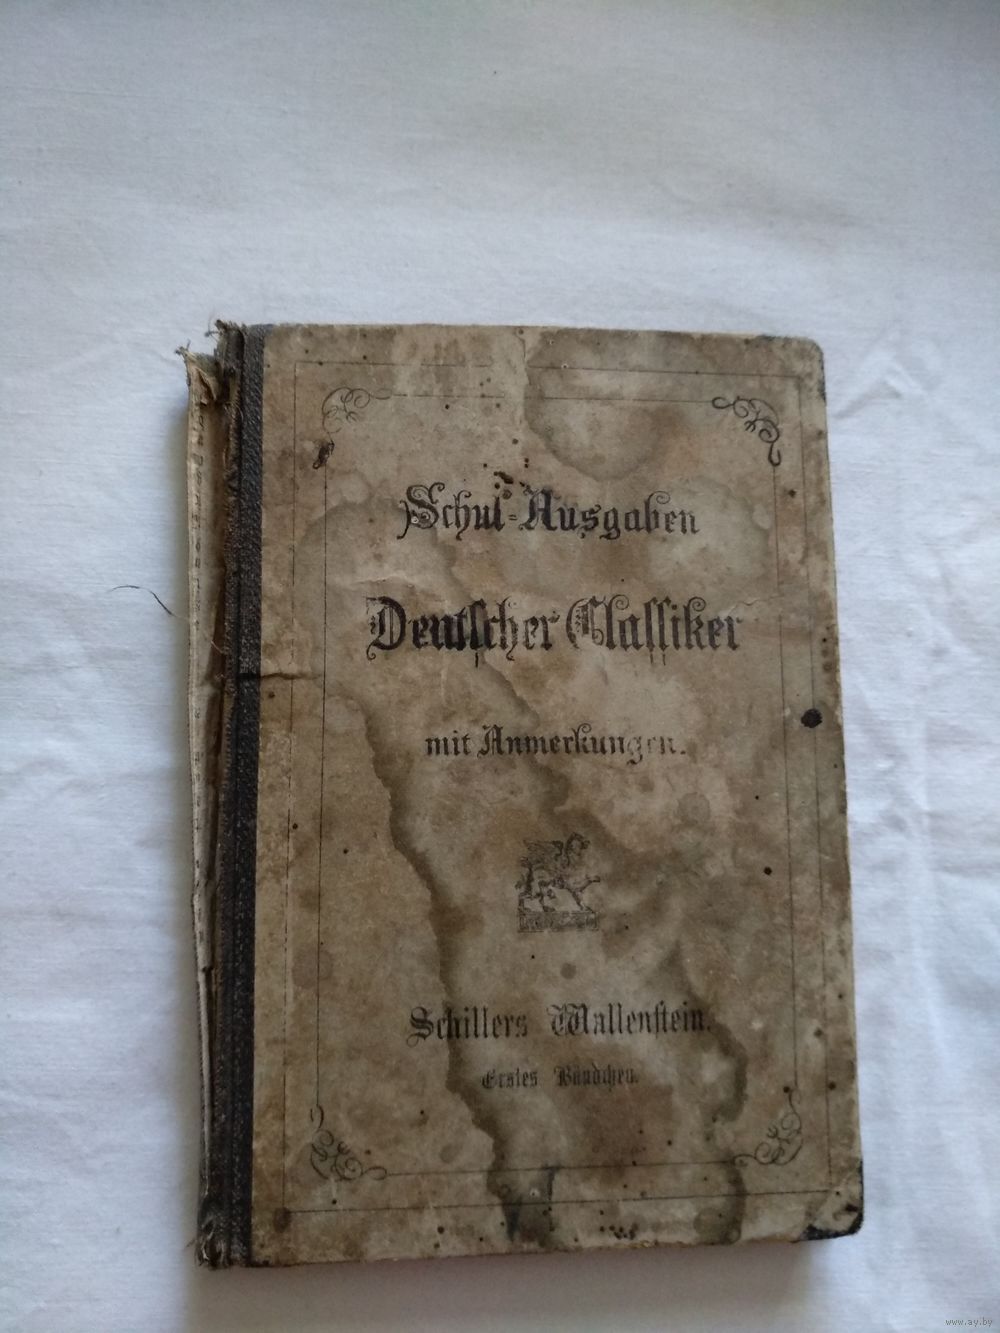 Schul-Ausgaben
Deutscher Classiker
mit Anmerkungen.
Schillers Wallenstein.
Erstes Bändchen.
www.ay.by